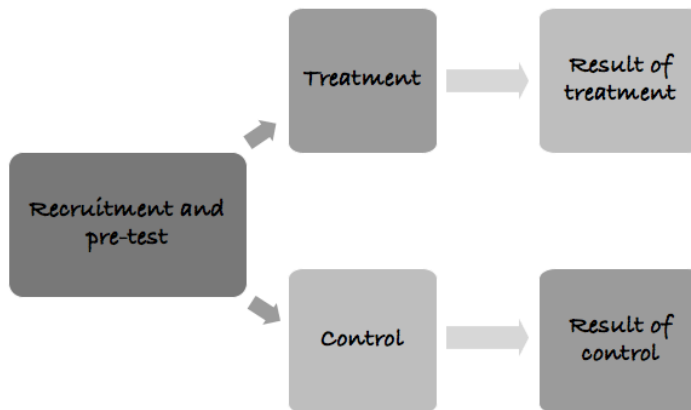 Treatment
Result of
treatment
Recruitment and
pre-test
Control
Result of
control